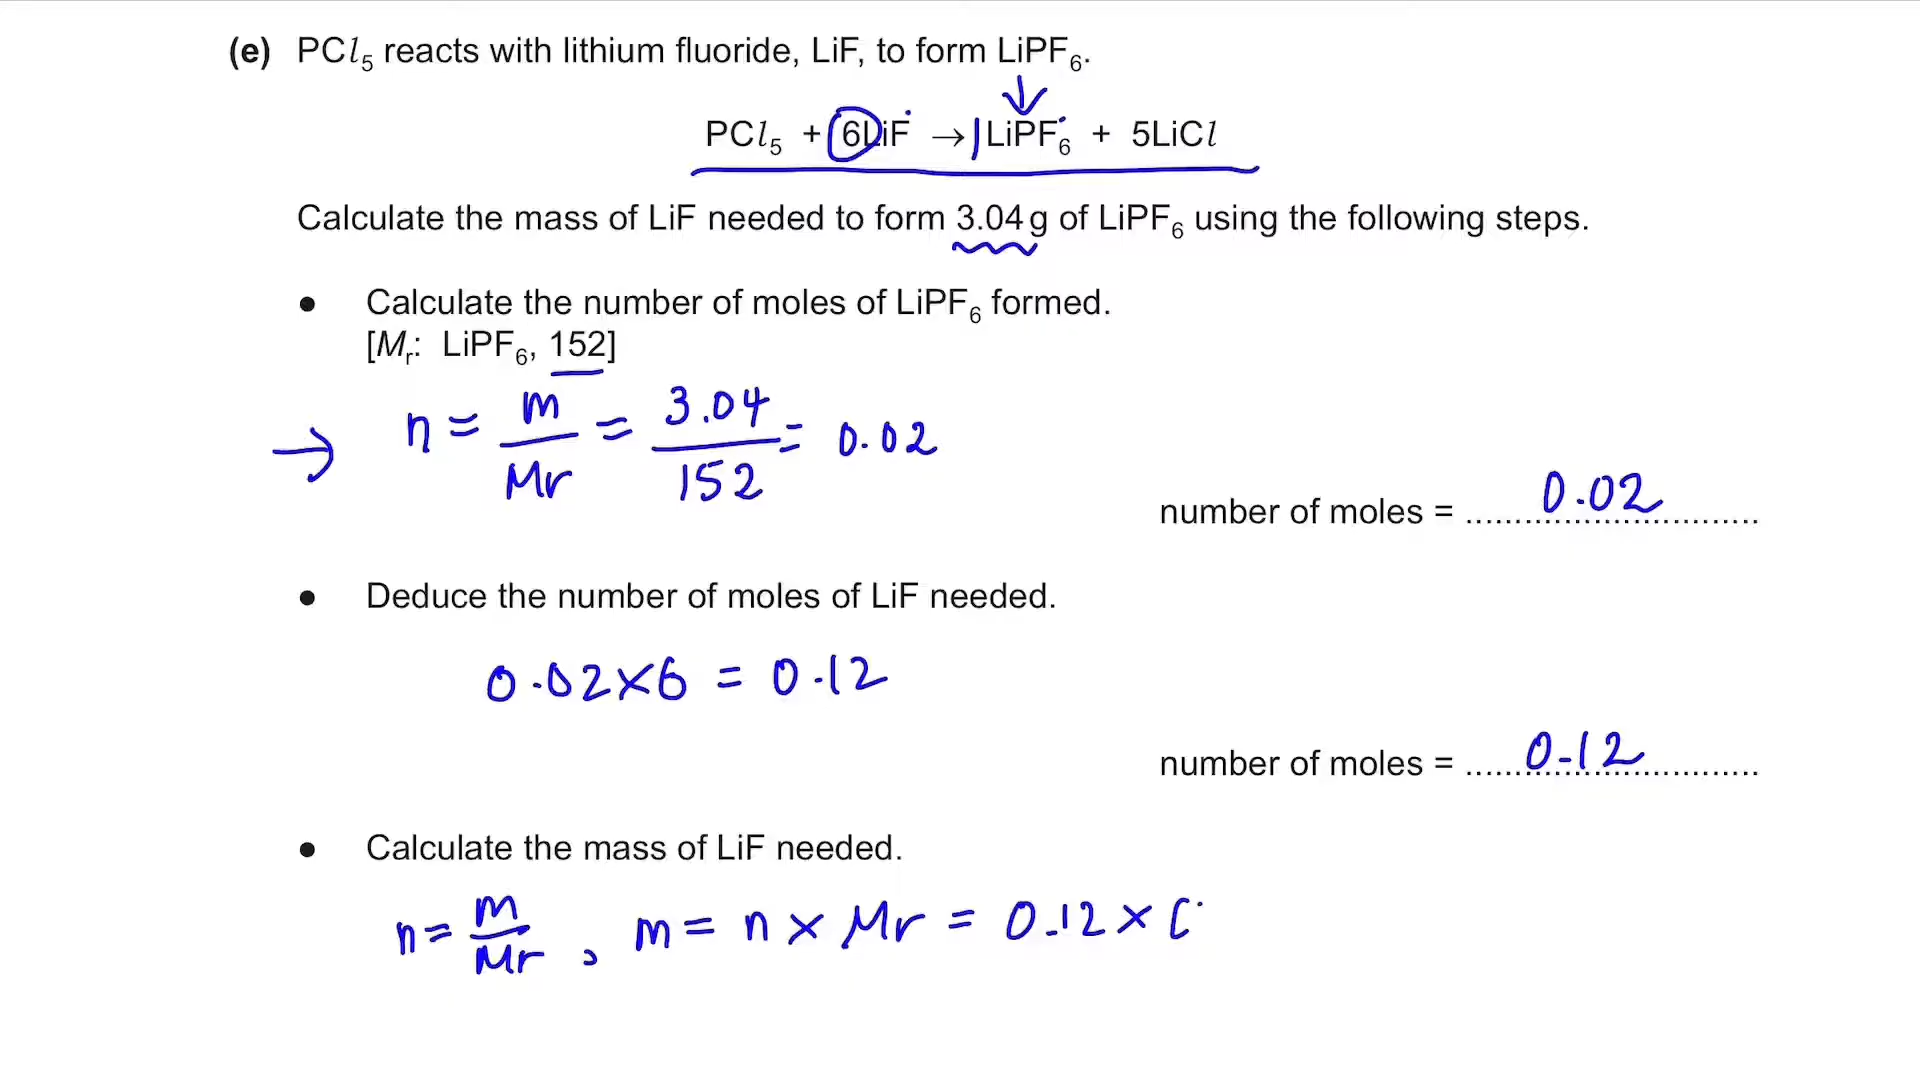 (e) PCl5 reacts with lithium fluoride, LiF, to form LiPF6.
PCl5 + 6LiF → 1 LiPF6 + 5LiCl
Calculate the mass of LiF needed to form 3.04 g of LiPF6 using the following steps.
● Calculate the number of moles of LiPF6 formed.
[Mr: LiPF6, 152]
→ n = m/Mr = 3.04/152 = 0.02
number of moles = .............................. 0.02
● Deduce the number of moles of LiF needed.
0.02 × 6 = 0.12
number of moles = .............................. 0.12
● Calculate the mass of LiF needed.
n = m/Mr , m = n × Mr = 0.12 × (